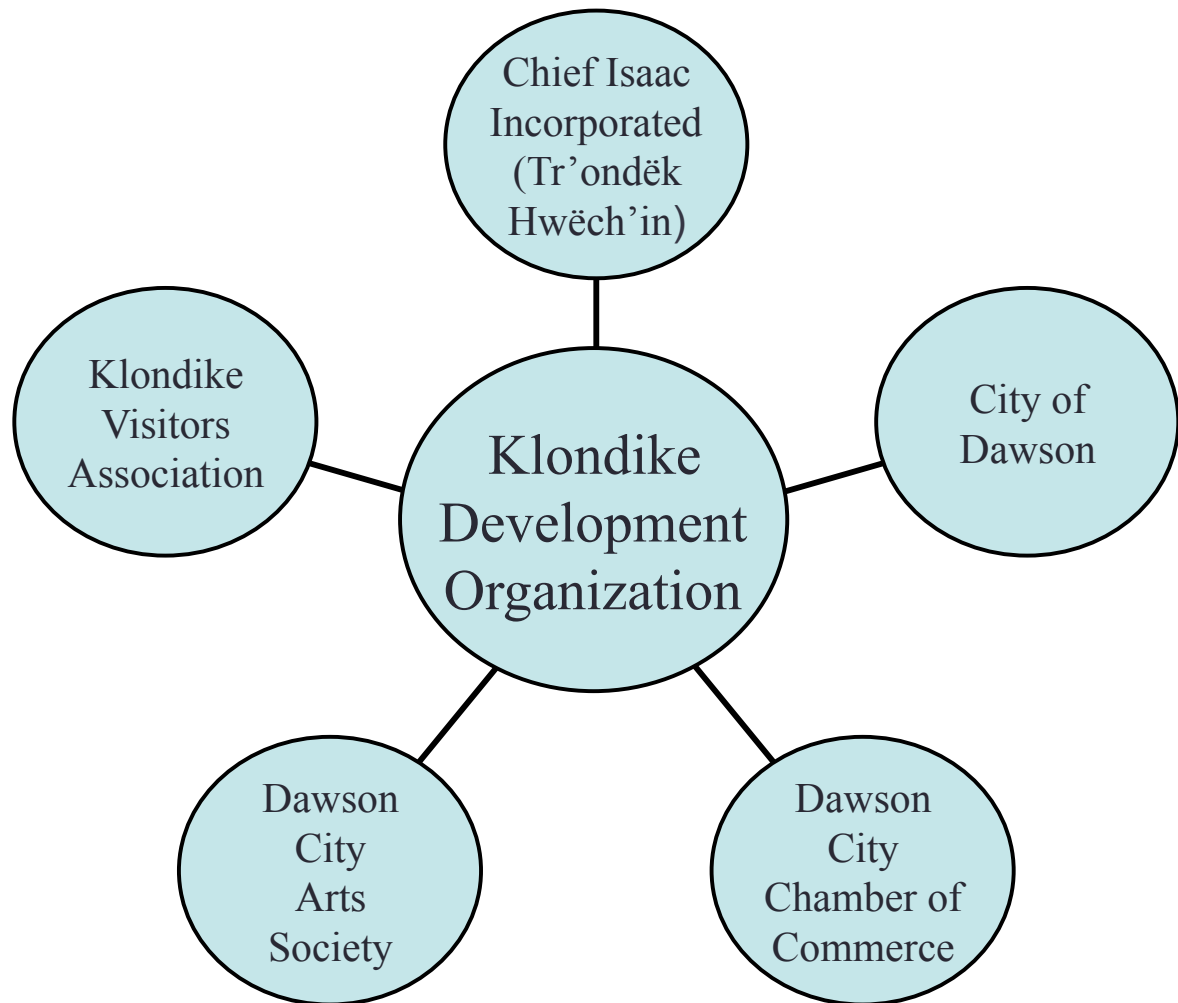 Chief Isaac
Incorporated
(Tr’ondëk
Hwëch’in)
Klondike
Visitors
Association
City of
Dawson
Klondike
Development
Organization
Dawson
City
Arts
Society
Dawson
City
Chamber of
Commerce